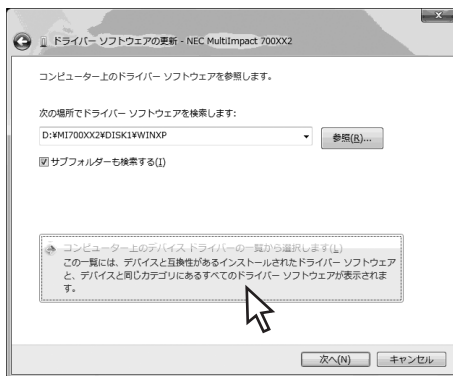 ドライバー ソフトウェアの更新 - NEC MultiImpact 700XX2
コンピューター上のドライバー ソフトウェアを参照します。
次の場所でドライバー ソフトウェアを検索します:
D:¥MI700XX2¥DISK1¥WINXP
参照(R)...
サブフォルダーも検索する(I)
コンピューター上のデバイス ドライバーの一覧から選択します(L)
この一覧には、デバイスと互換性があるインストールされたドライバー ソフトウェア
と、デバイスと同じカテゴリにあるすべてのドライバー ソフトウェアが表示されま
す。
次へ(N)
キャンセル